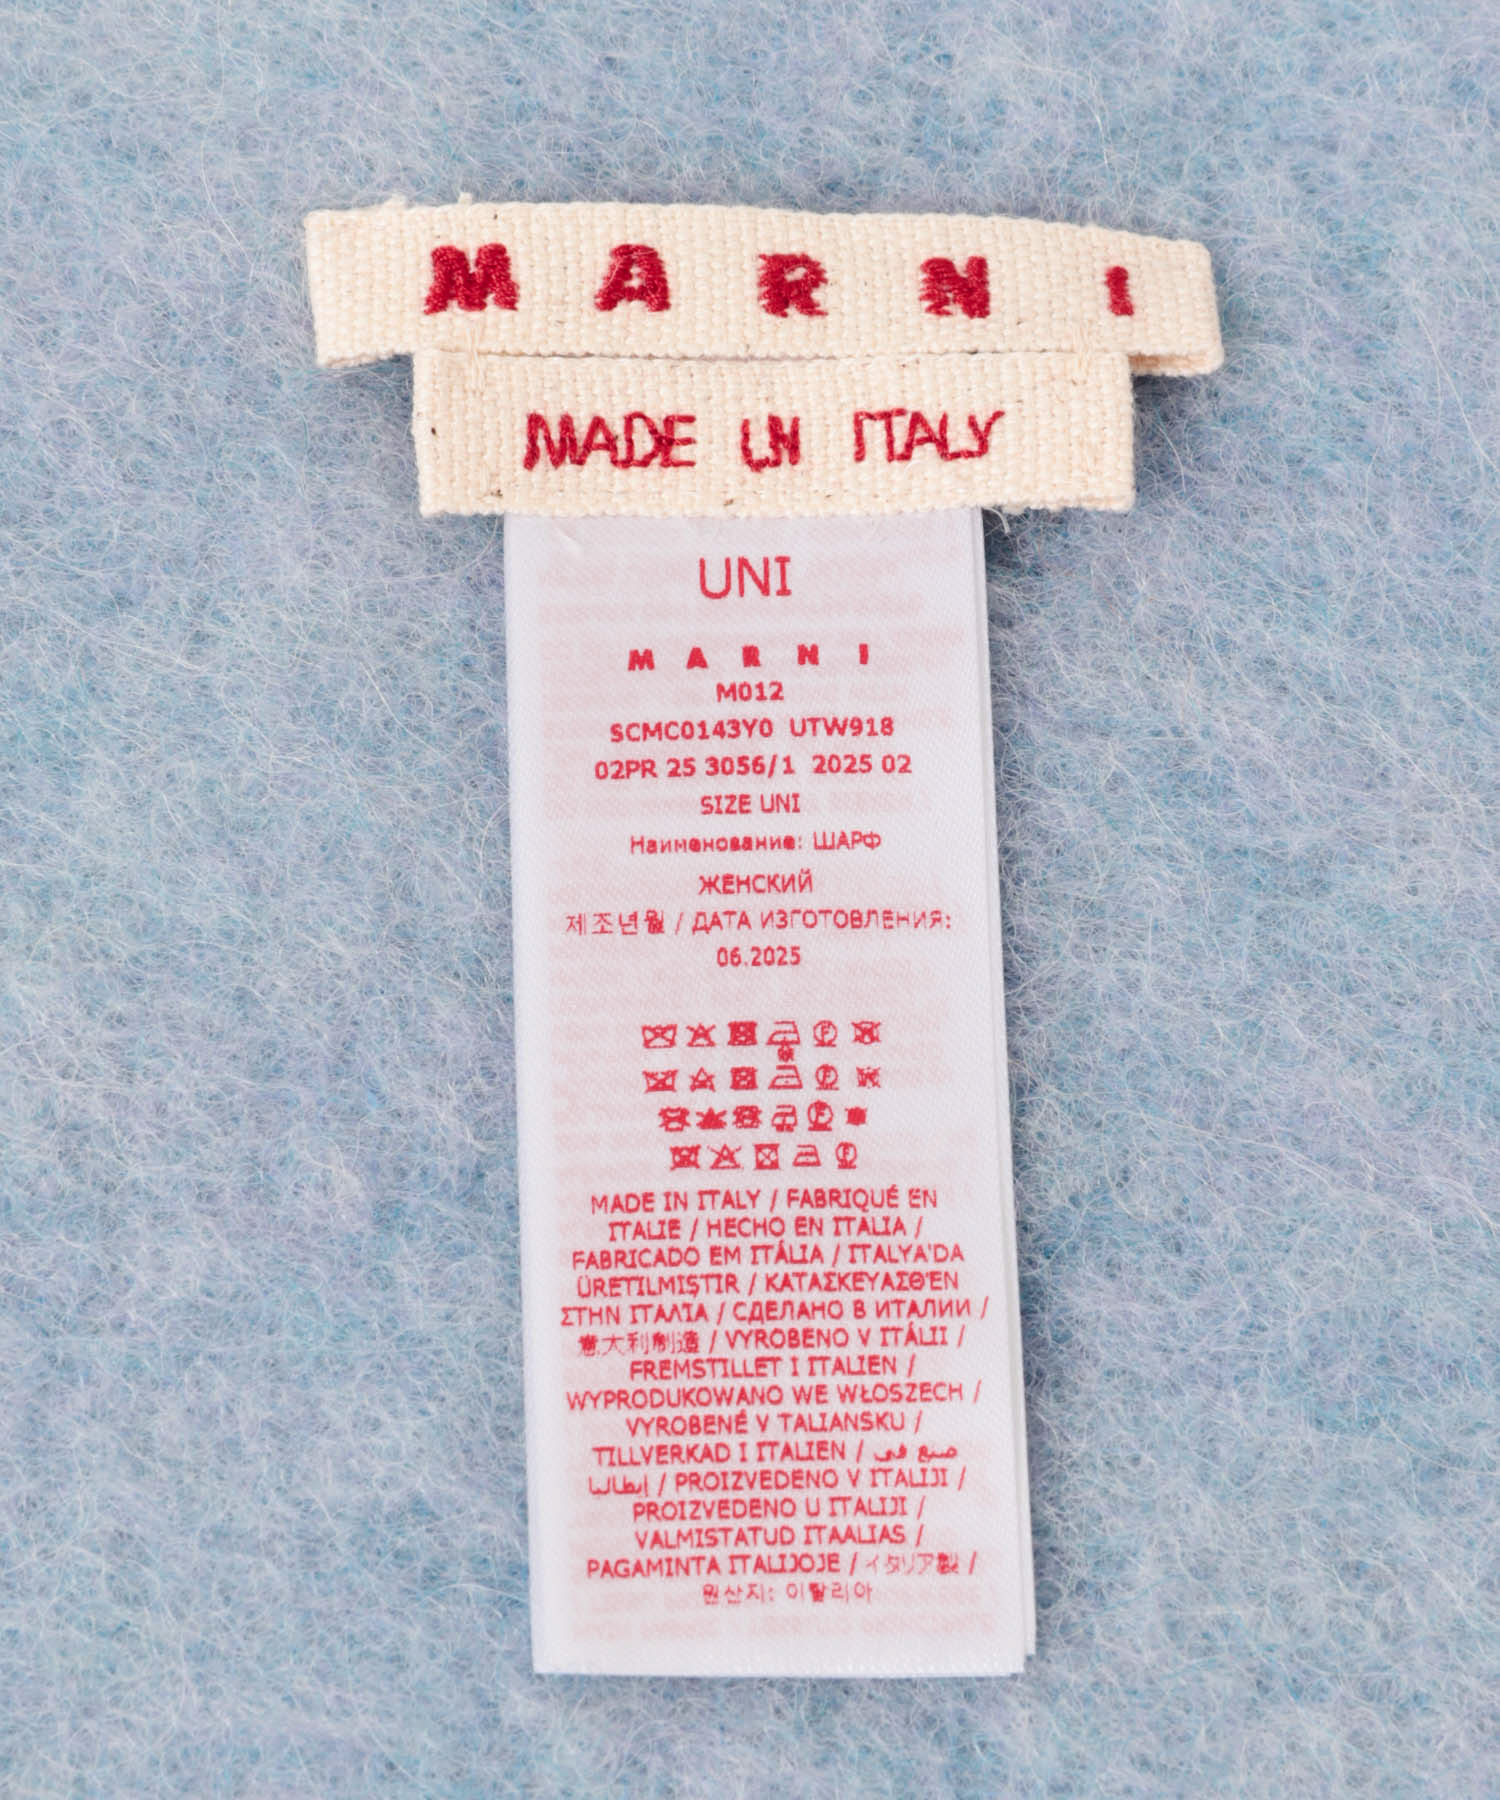 MARNI
MADE IN ITALY
UNI
MARNI
M012
SCMC0143Y0 UTW918
02PR 25 3056/1 2025 02
SIZE UNI
Наименование: ШАРФ
ЖЕНСКИЙ
제조년월 / ДАТА ИЗГОТОВЛЕНИЯ:
06.2025
MADE IN ITALY / FABRIQUÉ EN
ITALIE / HECHO EN ITALIA /
FABRICADO EM ITÁLIA / ITALYA'DA
ÜRETILMIŞTIR / ΚΑΤΑΣΚΕΥΑΣΘΈΝ
ΣΤΗΝ ΙΤΑΛΊΑ / СДЕЛАНО В ИТАЛИИ /
意大利制造 / VYROBENO V ITÁLII /
FREMSTILLET I ITALIEN /
WYPRODUKOWANO WE WŁOSZECH /
VYROBENÉ V TALIANSKU /
TILLVERKAD I ITALIEN / صنع في
إيطاليا / PROIZVEDENO V ITALIJI /
PROIZVEDENO U ITALIJI /
VALMISTATUD ITAALIAS /
PAGAMINTA ITALIJOJE / イタリア製 /
원산지: 이탈리아